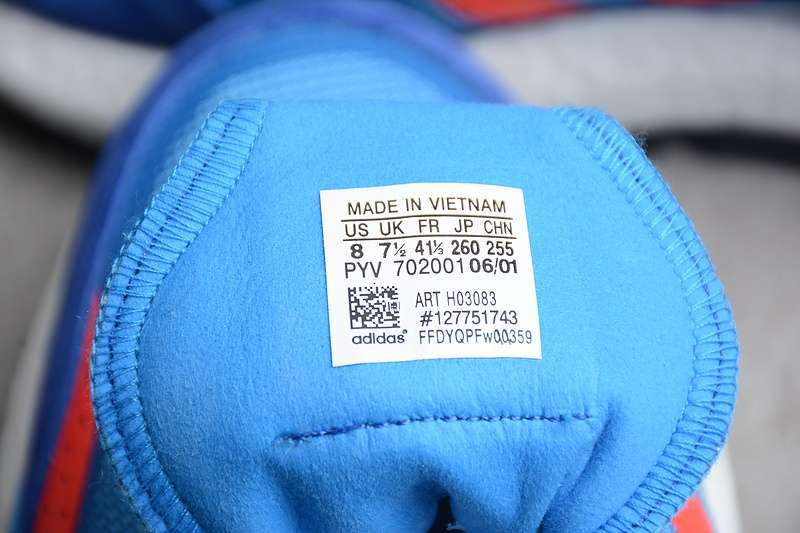 MADE IN VIETNAM
US UK FR JP CHN
8 7½ 41⅓ 260 255
PYV 702001 06/01
ART H03083
#127751743
FFDYQPFw00359
adidas